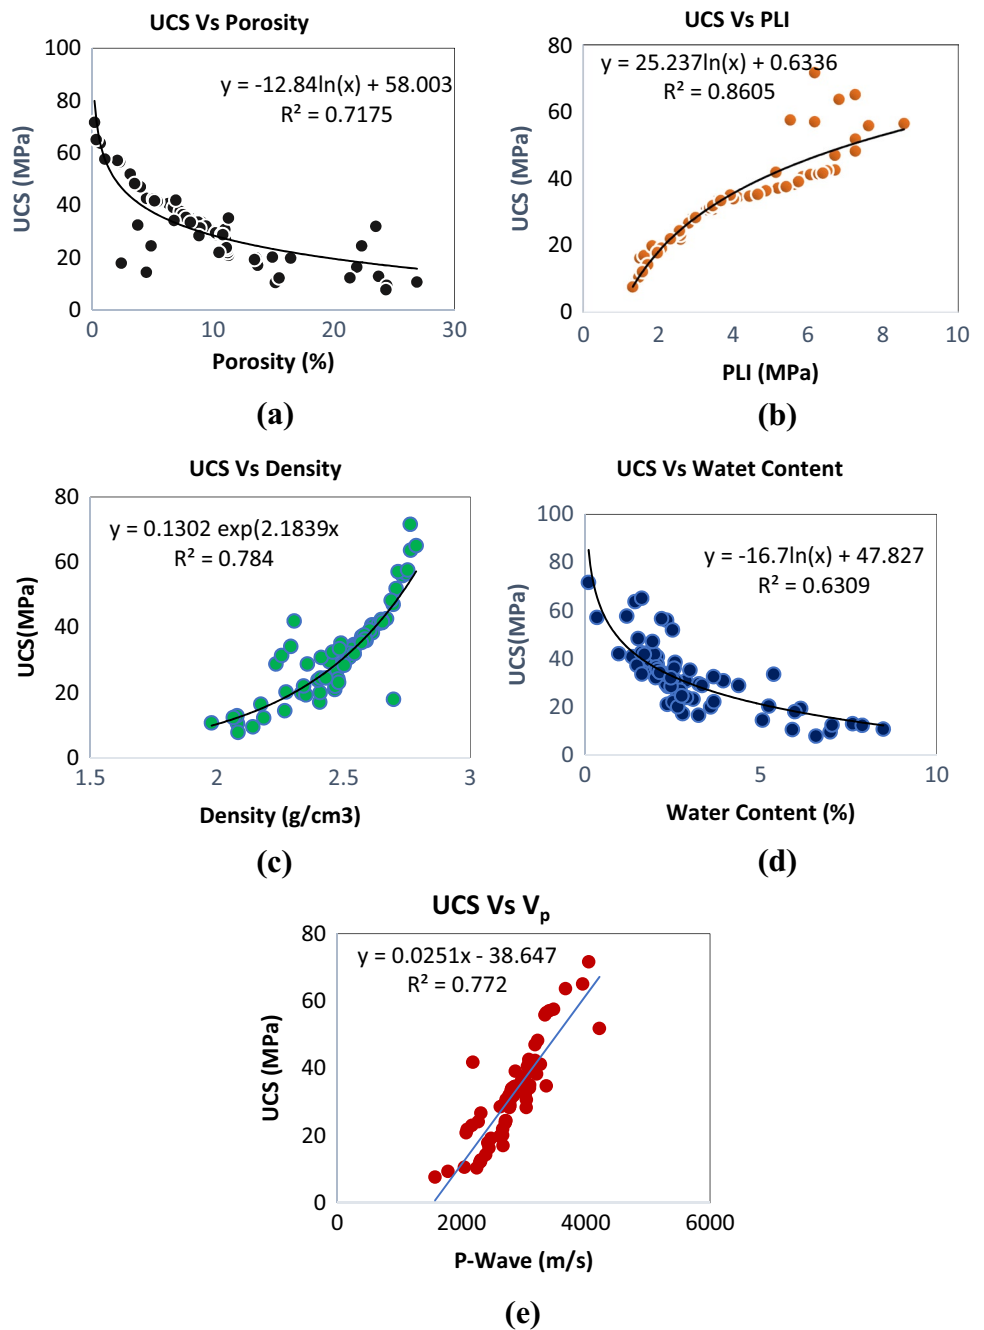 UCS Vs Porosity
100
80
60
40
20
0
UCS (MPa)
y = -12.84ln(x) + 58.003
R² = 0.7175
0 10 20 30
Porosity (%)
(a)
UCS Vs PLI
80
60
40
20
0
UCS (MPa)
y = 25.237ln(x) + 0.6336
R² = 0.8605
0 2 4 6 8 10
PLI (MPa)
(b)
UCS Vs Density
80
60
40
20
0
UCS(MPa)
y = 0.1302 exp(2.1839x
R² = 0.784
1.5 2 2.5 3
Density (g/cm3)
(c)
UCS Vs Watet Content
100
80
60
40
20
0
UCS(MPa)
y = -16.7ln(x) + 47.827
R² = 0.6309
0 5 10
Water Content (%)
(d)
UCS Vs Vp
80
60
40
20
0
UCS (MPa)
y = 0.0251x - 38.647
R² = 0.772
0 2000 4000 6000
P-Wave (m/s)
(e)